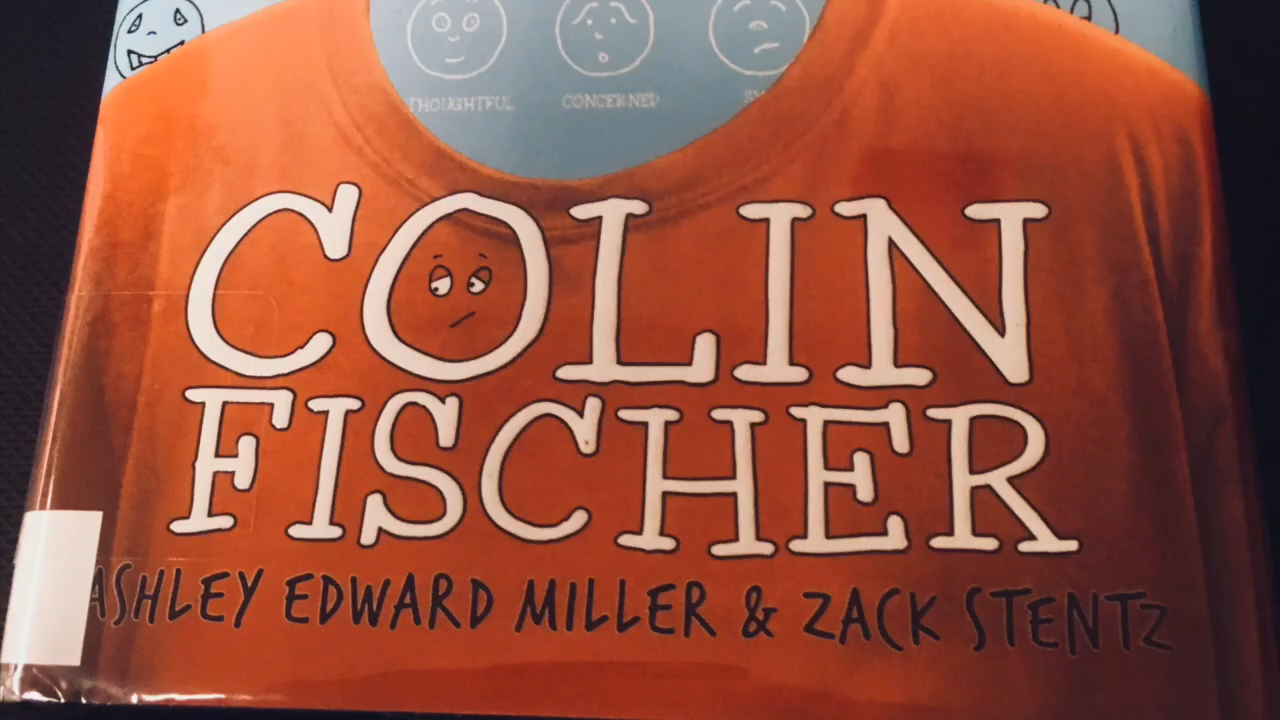 THOUGHTFUL CONCERNED
COLIN
FISCHER
ASHLEY EDWARD MILLER & ZACK STENTZ